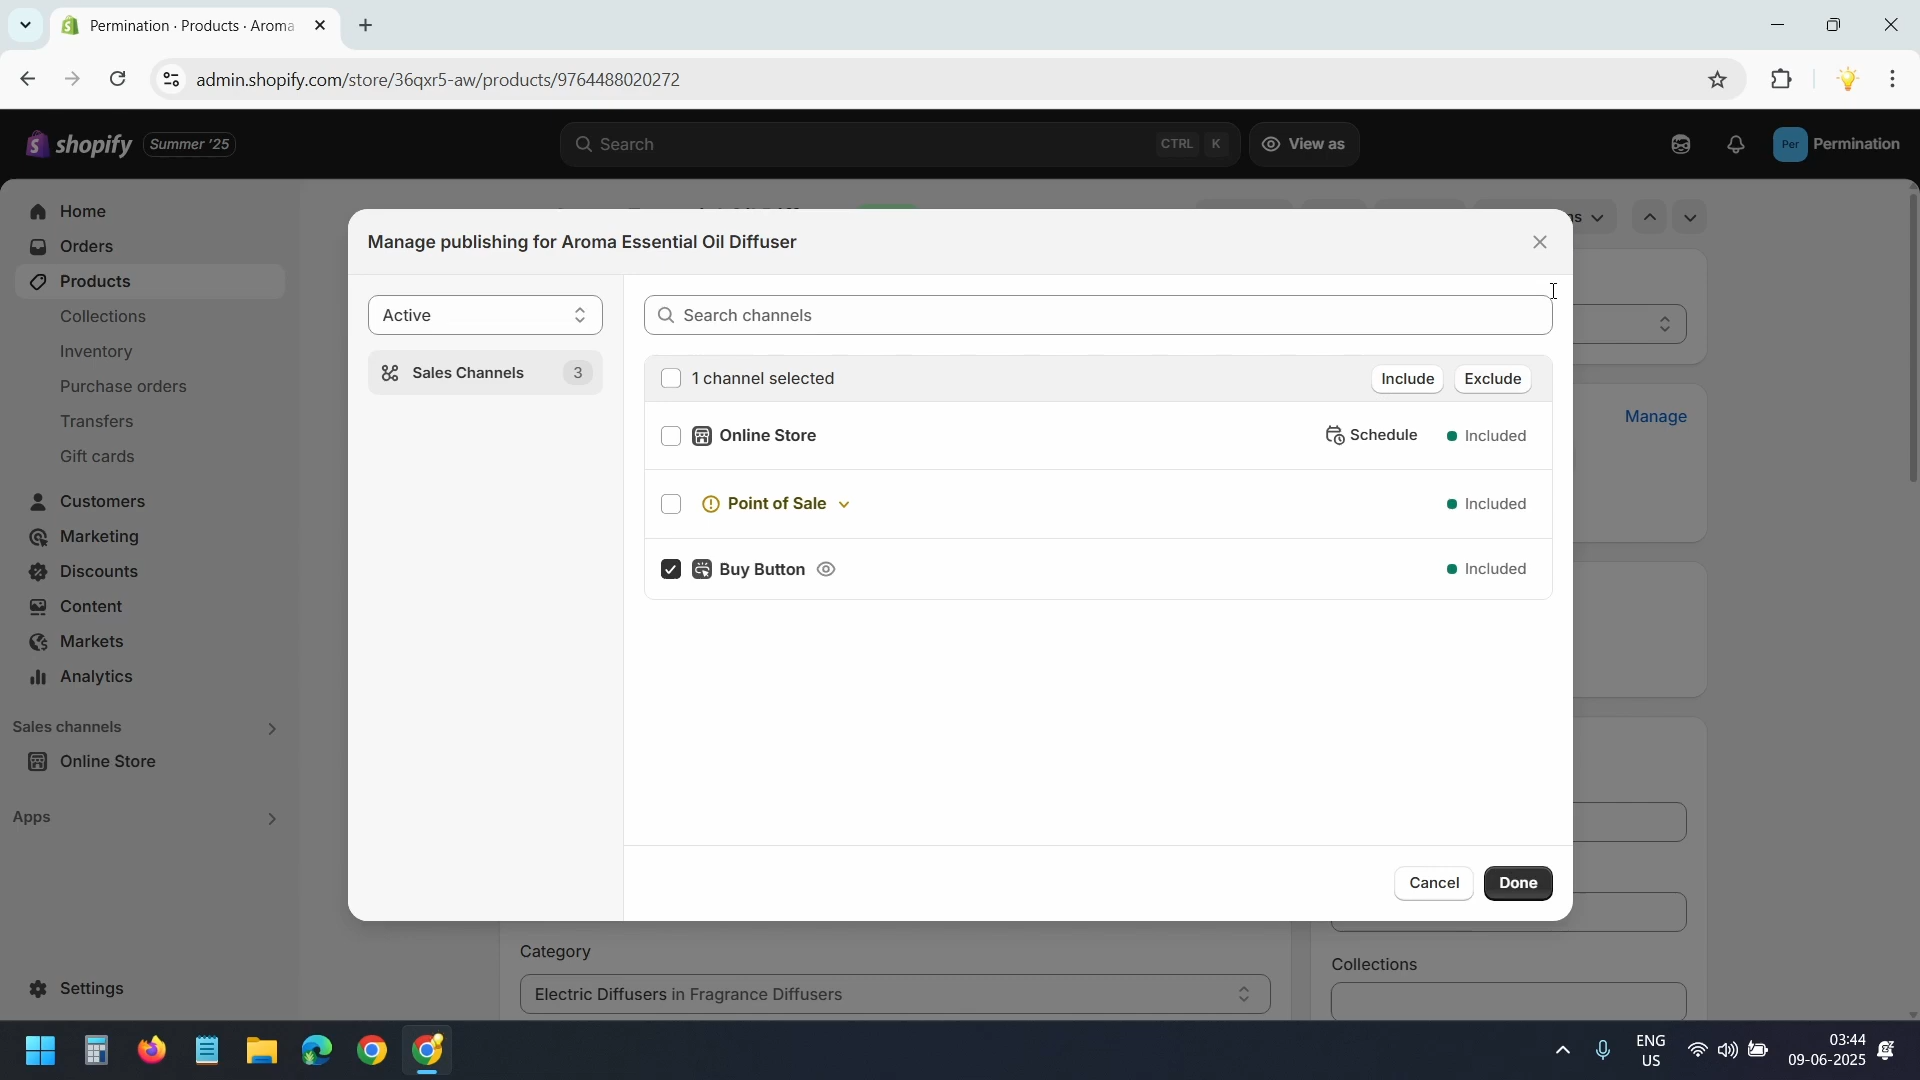 Permination · Products · Aroma
admin.shopify.com/store/36qxr5-aw/products/9764488020272
shopify
Summer '25
Search
CTRL
K
View as
Per
Permination
Home
Orders
Products
Collections
Inventory
Purchase orders
Transfers
Gift cards
Customers
Marketing
Discounts
Content
Markets
Analytics
Sales channels
Online Store
Apps
Settings
Manage publishing for Aroma Essential Oil Diffuser
Active
Sales Channels
3
Search channels
1 channel selected
Include
Exclude
Online Store
Schedule
Included
Point of Sale
Included
Buy Button
Included
Cancel
Done
Manage
Category
Electric Diffusers in Fragrance Diffusers
Collections
ENG
US
03:44
09-06-2025